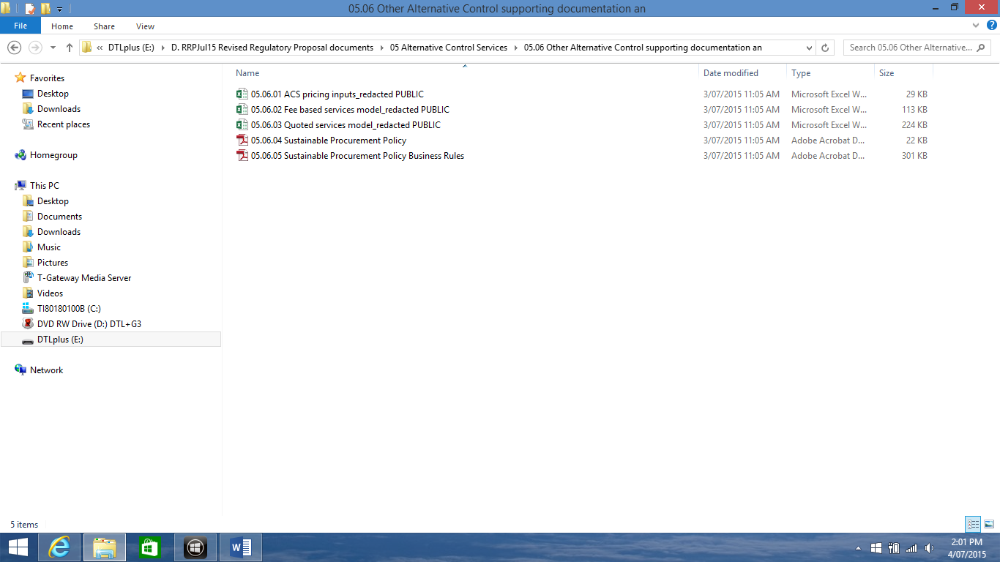 05.06 Other Alternative Control supporting documentation an
File Home Share View
« DTLplus (E:) D. RRPJul15 Revised Regulatory Proposal documents 05 Alternative Control Services 05.06 Other Alternative Control supporting documentation an Search 05.06 Other Alternative...
Favorites
Desktop
Downloads
Recent places
Homegroup
This PC
Desktop
Documents
Downloads
Music
Pictures
T-Gateway Media Server
Videos
TI80180100B (C:)
DVD RW Drive (D:) DTL+G3
DTLplus (E:)
Network
Name Date modified Type Size
05.06.01 ACS pricing inputs_redacted PUBLIC 3/07/2015 11:05 AM Microsoft Excel W... 29 KB
05.06.02 Fee based services model_redacted PUBLIC 3/07/2015 11:05 AM Microsoft Excel W... 113 KB
05.06.03 Quoted services model_redacted PUBLIC 3/07/2015 11:05 AM Microsoft Excel W... 224 KB
05.06.04 Sustainable Procurement Policy 3/07/2015 11:05 AM Adobe Acrobat D... 22 KB
05.06.05 Sustainable Procurement Policy Business Rules 3/07/2015 11:05 AM Adobe Acrobat D... 301 KB
5 items
2:01 PM
4/07/2015